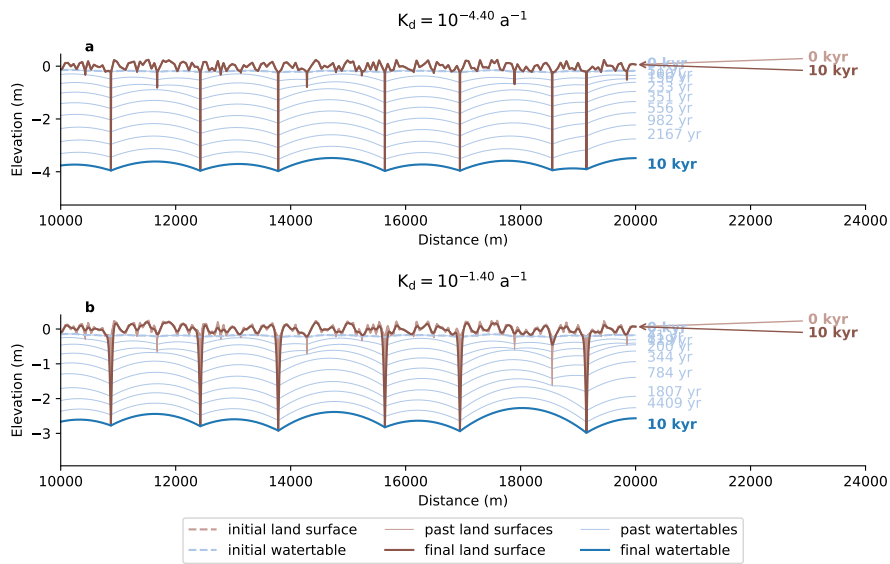 K_d = 10^{−4.40} a^{−1}
a
Elevation (m)
0
−2
−4
0 kyr
10 kyr
0 kyr
233 yr
351 yr
556 yr
982 yr
2167 yr
10 kyr
10000 12000 14000 16000 18000 20000 22000 24000
Distance (m)
K_d = 10^{−1.40} a^{−1}
b
Elevation (m)
0
−1
−2
−3
0 kyr
10 kyr
0 kyr
344 yr
784 yr
1807 yr
4409 yr
10 kyr
10000 12000 14000 16000 18000 20000 22000 24000
Distance (m)
initial land surface past land surfaces past watertables
initial watertable final land surface final watertable